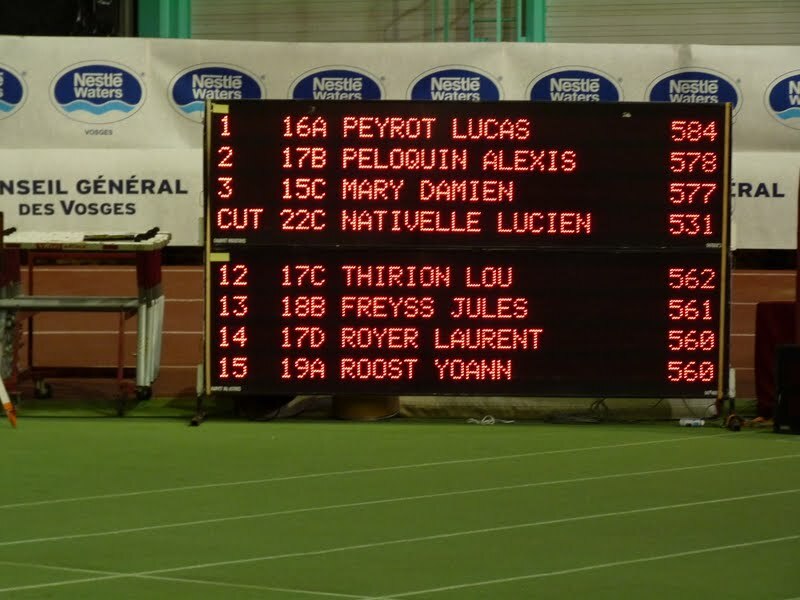 Nestlé Waters Nestlé Waters Nestlé Waters Nestlé Waters Nestlé Waters Nestlé Waters
VOSGES
NSEIL GÉNÉRAL RAL
DES VOSGES
1 16A PEYROT LUCAS 584
2 17B PELOQUIN ALEXIS 578
3 15C MARY DAMIEN 577
CUT 22C NATIVELLE LUCIEN 531
12 17C THIRION LOU 562
13 18B FREYSS JULES 561
14 17D ROYER LAURENT 560
15 19A ROOST YOANN 560